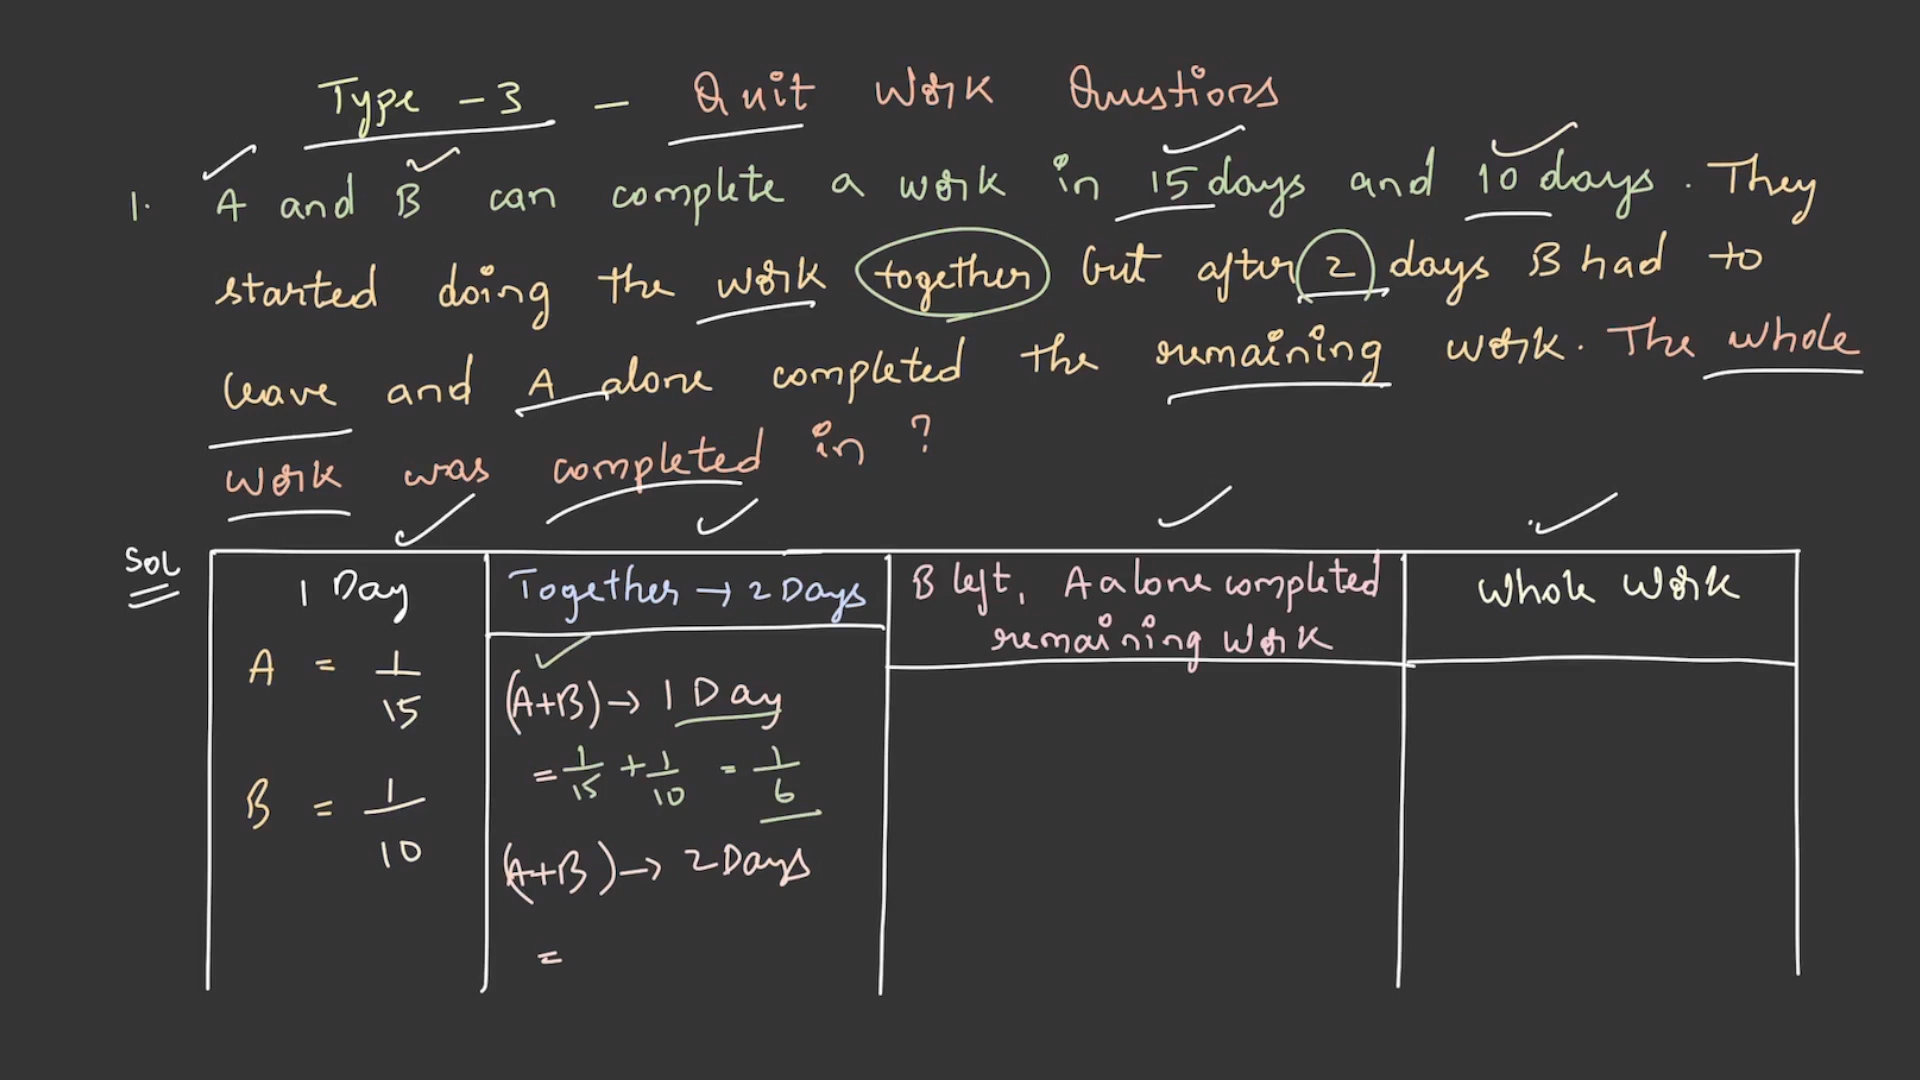 Type - 3 - Quit Work Questions
1. A and B can complete a work in 15 days and 10 days. They
started doing the work together but after 2 days B had to
leave and A alone completed the remaining work. The whole
work was completed in ?
Sol
1 Day
A = 1/15
B = 1/10
Together → 2 Days
(A+B) → 1 Day
= 1/15 + 1/10 = 1/6
(A+B) → 2 Days
=
B left, A alone completed
remaining work
Whole Work